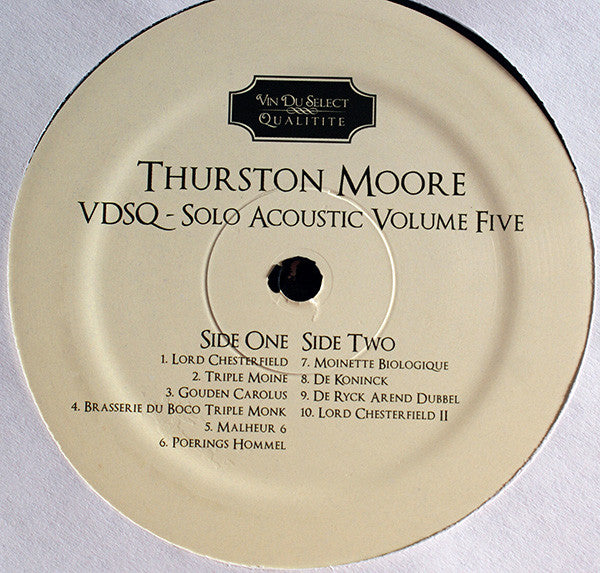 Vin Du Select
Qualitite
Thurston Moore
VDSQ - Solo Acoustic Volume Five
Side One
1. Lord Chesterfield
2. Triple Moine
3. Gouden Carolus
4. Brasserie du Boco Triple Monk
5. Malheur 6
6. Poerings Hommel
Side Two
7. Moinette Biologique
8. De Koninck
9. De Ryck Arend Dubbel
10. Lord Chesterfield II